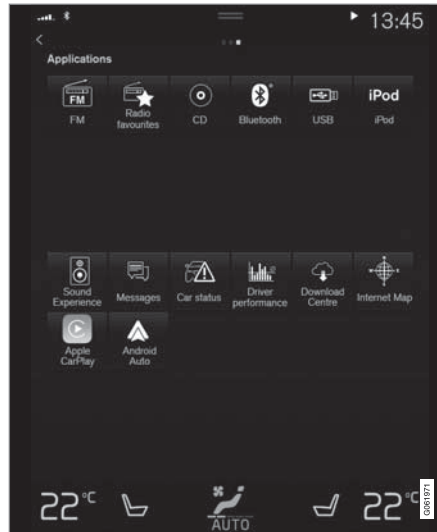 13:45
Applications
FM
FM
Radio
favourites
CD
Bluetooth
USB
iPod
iPod
Sound
Experience
Messages
Car status
Driver
performance
Download
Centre
Internet Map
Apple
CarPlay
Android
Auto
22°C
AUTO
22°C
G061971